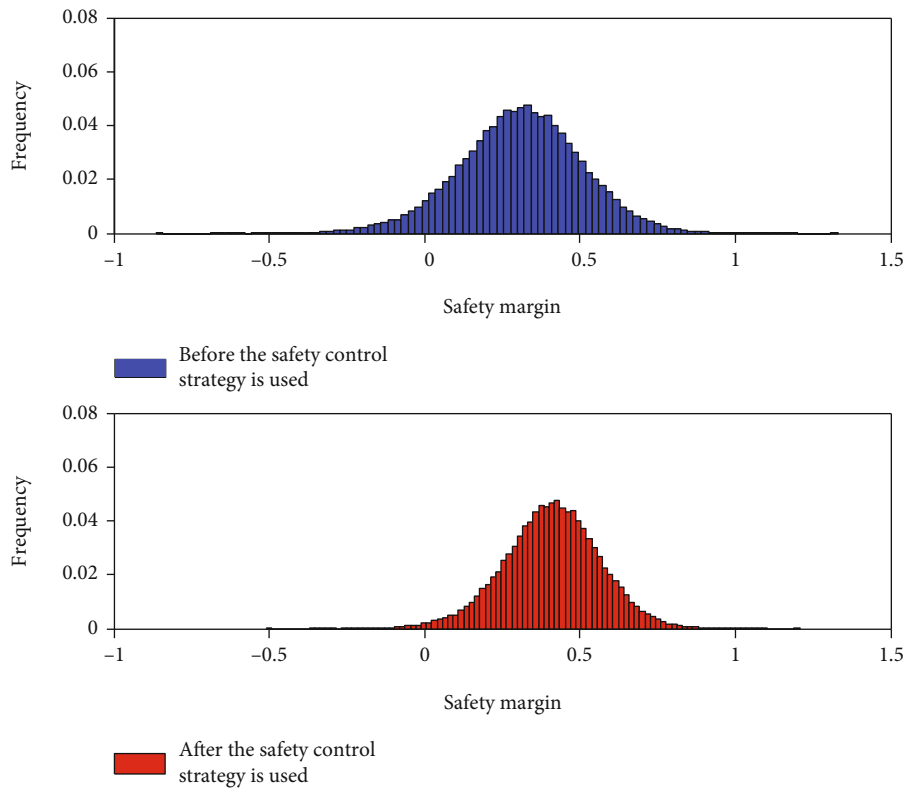 0.08
0.06
0.04
0.02
0
Frequency
–1
–0.5
0
0.5
1
1.5
Safety margin
Before the safety control
strategy is used
0.08
0.06
0.04
0.02
0
Frequency
–1
–0.5
0
0.5
1
1.5
Safety margin
After the safety control
strategy is used